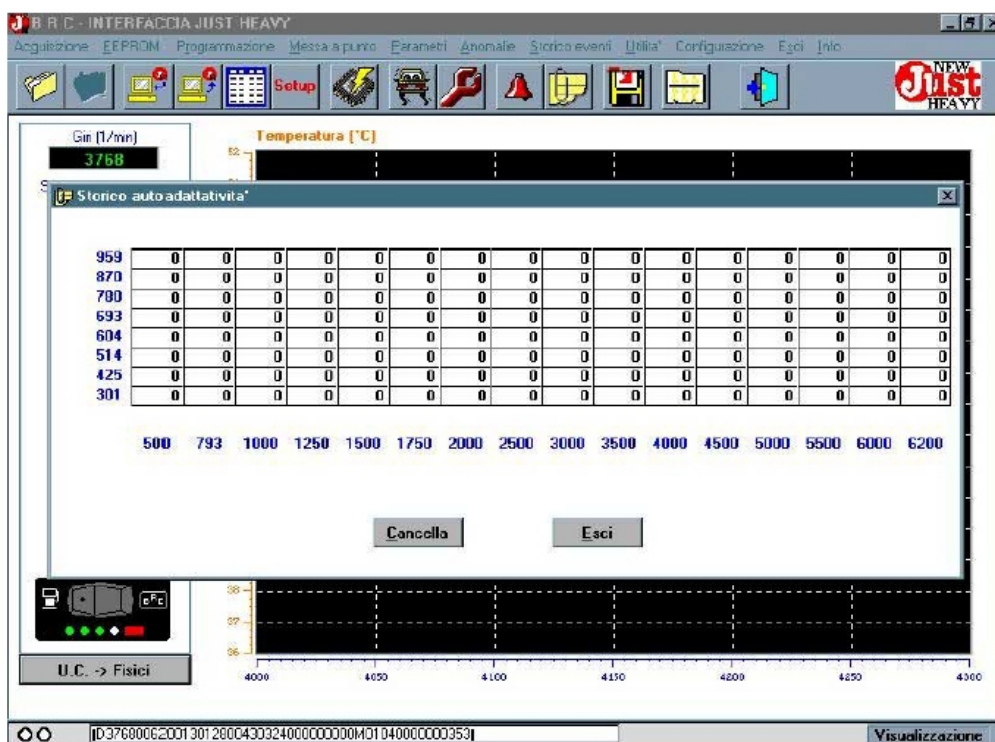 B R C - INTERFACCIA JUST HEAVY
Acquisizione EEPROM Programmazione Messa a punto Parametri Anomalie Storico eventi Utilita' Configurazione Esci Info
Setup
NEW
Just
HEAVY
Giri (1/min)
3768
Temperatura (°C)
52
Storico autoadattativita'
959 0 0 0 0 0 0 0 0 0 0 0 0 0 0 0 0
870 0 0 0 0 0 0 0 0 0 0 0 0 0 0 0 0
780 0 0 0 0 0 0 0 0 0 0 0 0 0 0 0 0
693 0 0 0 0 0 0 0 0 0 0 0 0 0 0 0 0
604 0 0 0 0 0 0 0 0 0 0 0 0 0 0 0 0
514 0 0 0 0 0 0 0 0 0 0 0 0 0 0 0 0
425 0 0 0 0 0 0 0 0 0 0 0 0 0 0 0 0
301 0 0 0 0 0 0 0 0 0 0 0 0 0 0 0 0
500 793 1000 1250 1500 1750 2000 2500 3000 3500 4000 4500 5000 5500 6000 6200
Cancella Esci
38
BRC
37
36
U.C. -> Fisici
4000 4050 4100 4150 4200 4250 4300
Visualizzazione